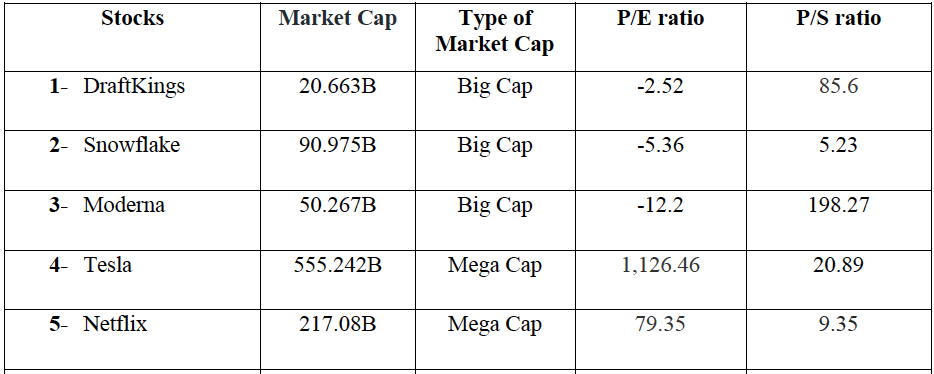 Stocks Market Cap Type of Market Cap P/E ratio P/S ratio
1- DraftKings 20.663B Big Cap -2.52 85.6
2- Snowflake 90.975B Big Cap -5.36 5.23
3- Moderna 50.267B Big Cap -12.2 198.27
4- Tesla 555.242B Mega Cap 1,126.46 20.89
5- Netflix 217.08B Mega Cap 79.35 9.35